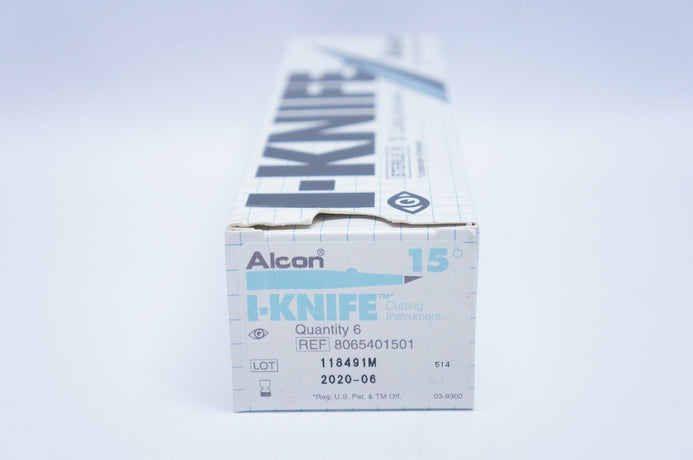 I-KNIFE
STERILE R
Alcon®
15°
I-KNIFE™*
Cutting
Instrument
Quantity 6
REF 8065401501
LOT 118491M 514
2020-06
*Reg. U.S. Pat. & TM Off. 03-9302